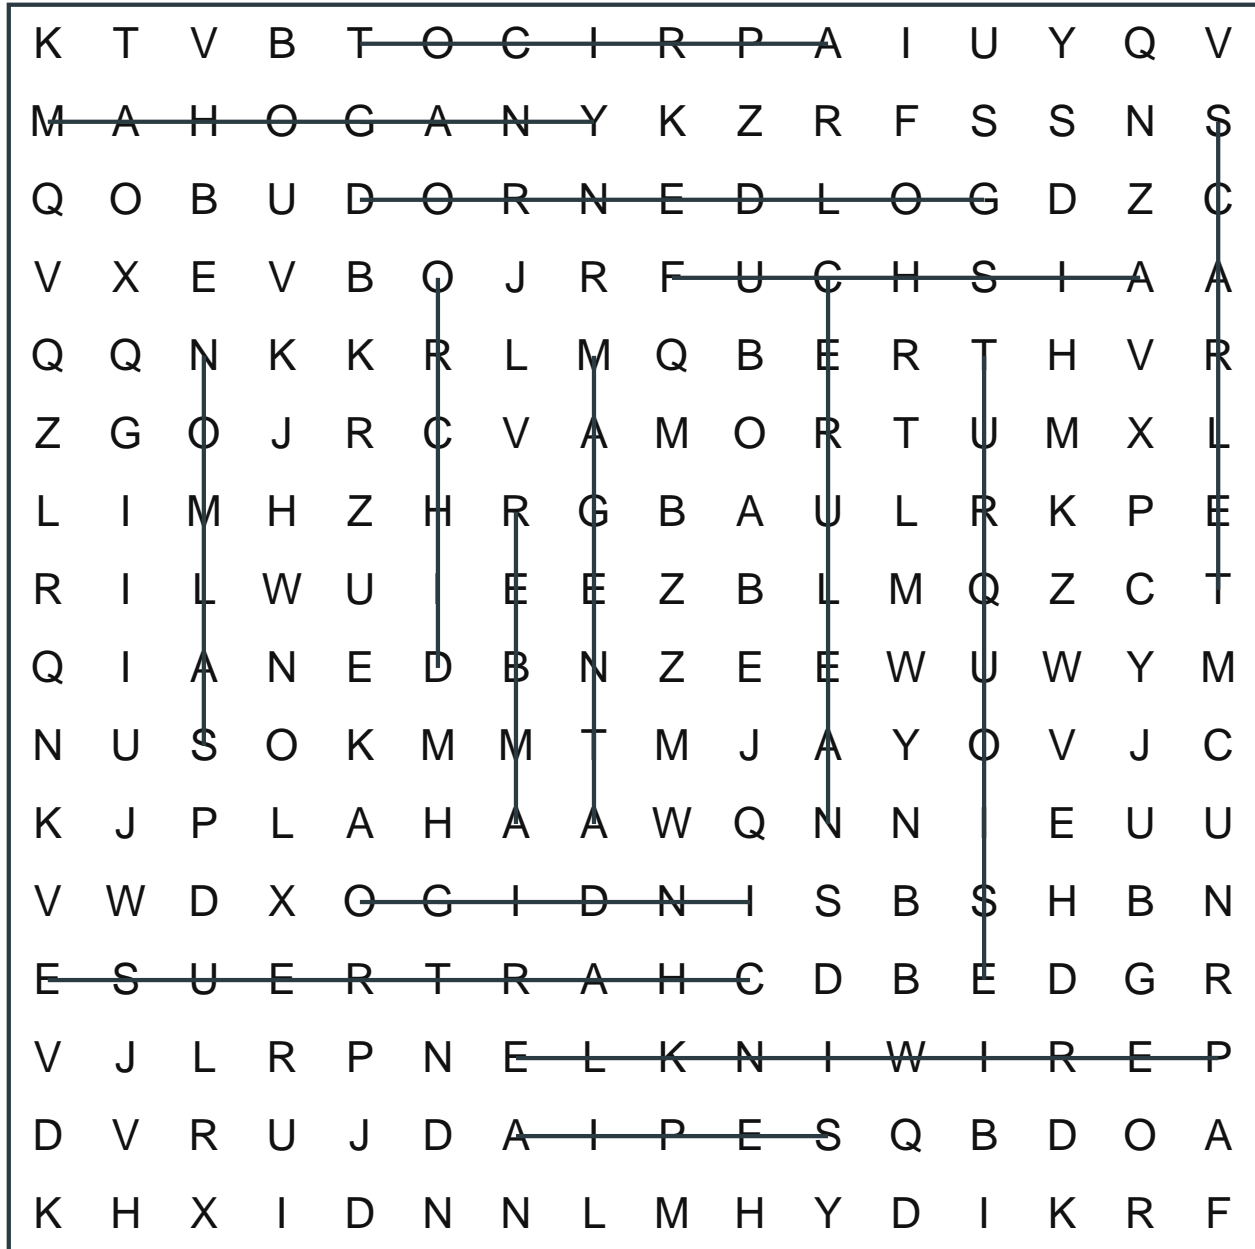 K T V B T O C I R P A I U Y Q V
M A H O G A N Y K Z R F S S N S
Q O B U D O R N E D L O G D Z C
V X E V B O J R F U C H S I A A
Q Q N K K R L M Q B E R T H V R
Z G O J R C V A M O R T U M X L
L I M H Z H R G B A U L R K P E
R I L W U I E E Z B L M Q Z C T
Q I A N E D B N Z E E W U W Y M
N U S O K M M T M J A Y O V J C
K J P L A H A A W Q N N I E U U
V W D X O G I D N I S B S H B N
E S U E R T R A H C D B E D G R
V J L R P N E L K N I W I R E P
D V R U J D A I P E S Q B D O A
K H X I D N N L M H Y D I K R F